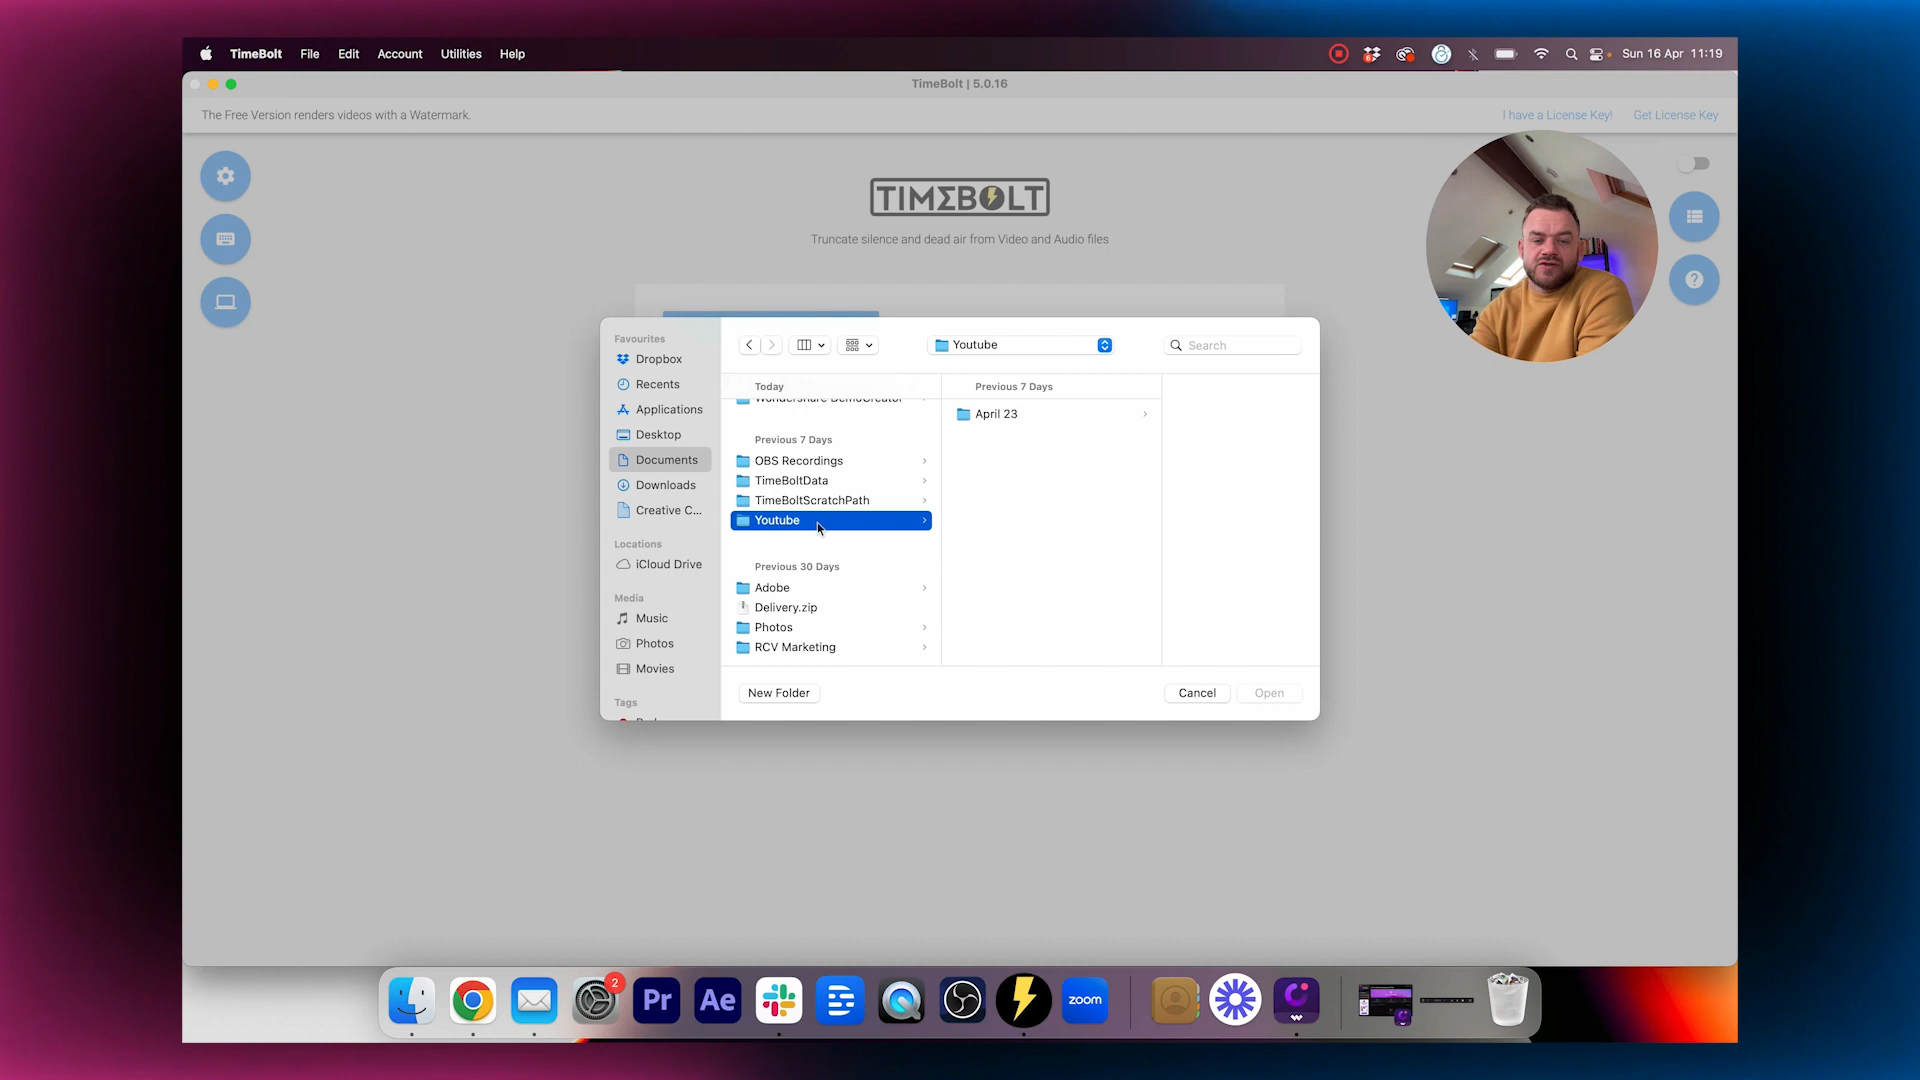 TimeBolt File Edit Account Utilities Help
Sun 16 Apr 11:19
TimeBolt | 5.0.16
The Free Version renders videos with a Watermark.
I have a License Key! Get License Key
TIMΣBOLT
Truncate silence and dead air from Video and Audio files
Favourites
Dropbox
Recents
Applications
Desktop
Documents
Downloads
Creative C...
Locations
iCloud Drive
Media
Music
Photos
Movies
Tags
Youtube
Search
Today
Wondershare DemoCreator
Previous 7 Days
OBS Recordings
TimeBoltData
TimeBoltScratchPath
Youtube
Previous 30 Days
Adobe
Delivery.zip
Photos
RCV Marketing
Previous 7 Days
April 23
New Folder
Cancel
Open
2
Pr
Ae
zoom